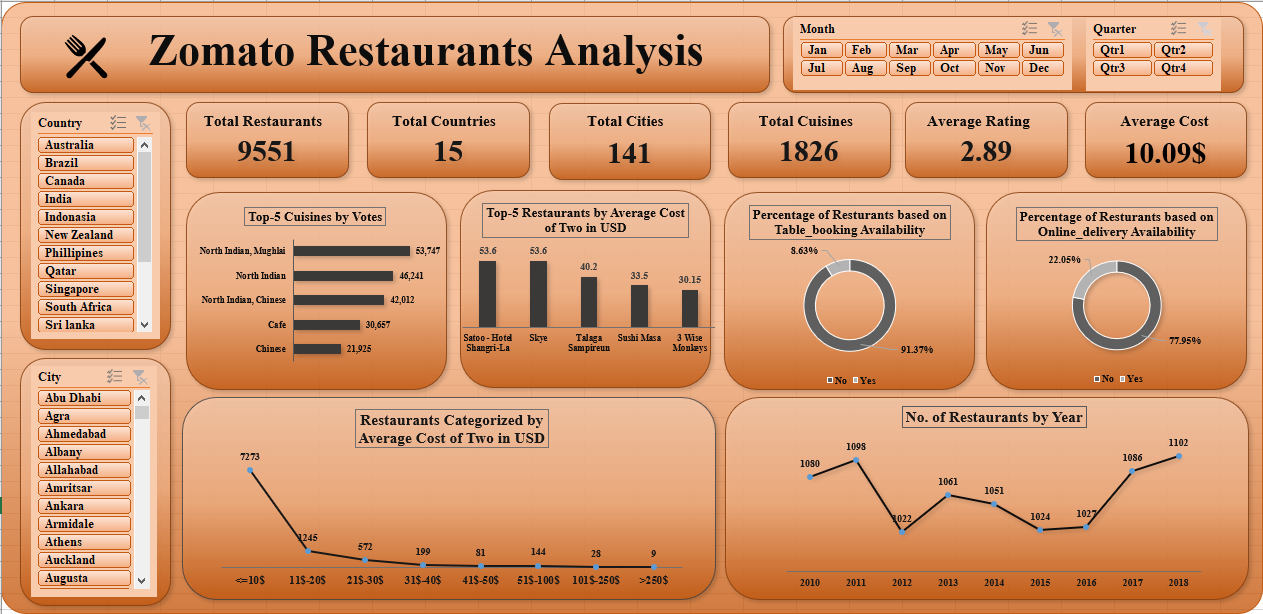 Zomato Restaurants Analysis
Month
Jan Feb Mar Apr May Jun
Jul Aug Sep Oct Nov Dec
Quarter
Qtr1 Qtr2
Qtr3 Qtr4
Country
Australia
Brazil
Canada
India
Indonasia
New Zealand
Phillipines
Qatar
Singapore
South Africa
Sri lanka
City
Abu Dhabi
Agra
Ahmedabad
Albany
Allahabad
Amritsar
Ankara
Armidale
Athens
Auckland
Augusta
Total Restaurants
9551
Total Countries
15
Total Cities
141
Total Cuisines
1826
Average Rating
2.89
Average Cost
10.09$
Top-5 Cuisines by Votes
North Indian, Mughlai 53,747
North Indian 46,241
North Indian, Chinese 42,012
Cafe 30,657
Chinese 21,925
Top-5 Restaurants by Average Cost
of Two in USD
53.6 53.6 40.2 33.5 30.15
Satoo - Hotel Skye Talaga Sushi Masa 3 Wise
Shangri-La Sampireun Monkeys
Percentage of Resturants based on
Table_booking Availability
8.63%
91.37%
No Yes
Percentage of Resturants based on
Online_delivery Availability
22.05%
77.95%
No Yes
Restaurants Categorized by
Average Cost of Two in USD
7273 1245 572 199 81 144 28 9
<=10$ 11$-20$ 21$-30$ 31$-40$ 41$-50$ 51$-100$ 101$-250$ >250$
No. of Restaurants by Year
1080 1098 1022 1061 1051 1024 1027 1086 1102
2010 2011 2012 2013 2014 2015 2016 2017 2018